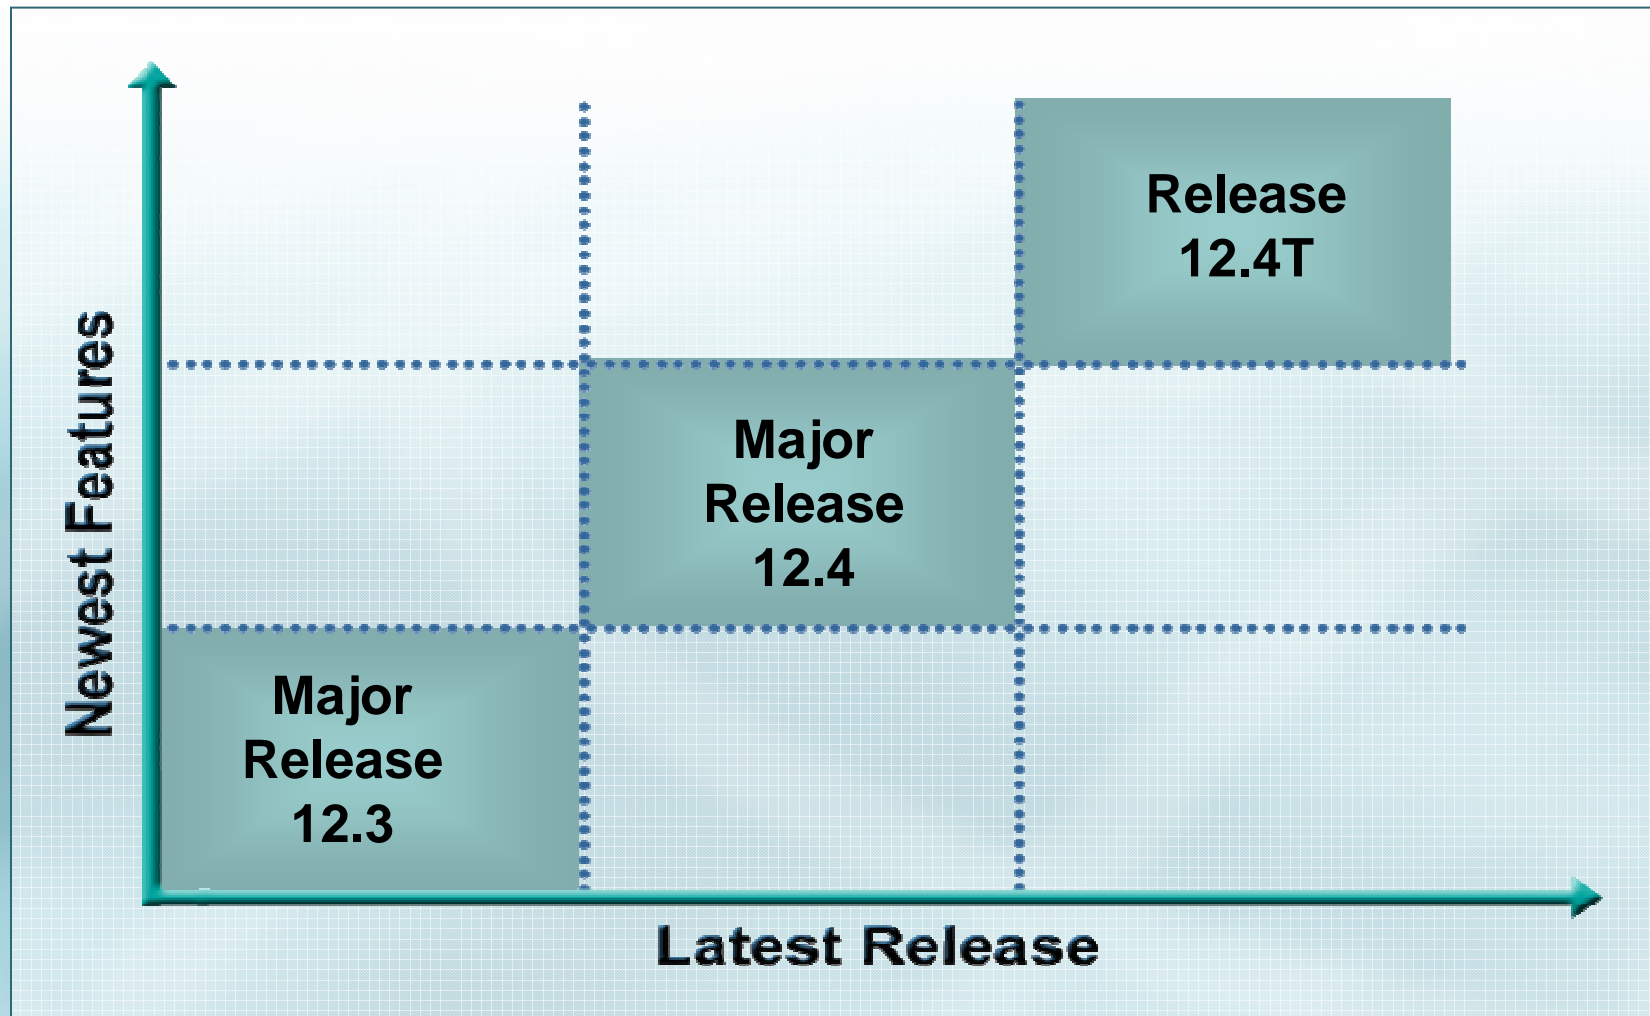 Newest Features
Release
12.4T
Major
Release
12.4
Major
Release
12.3
Latest Release